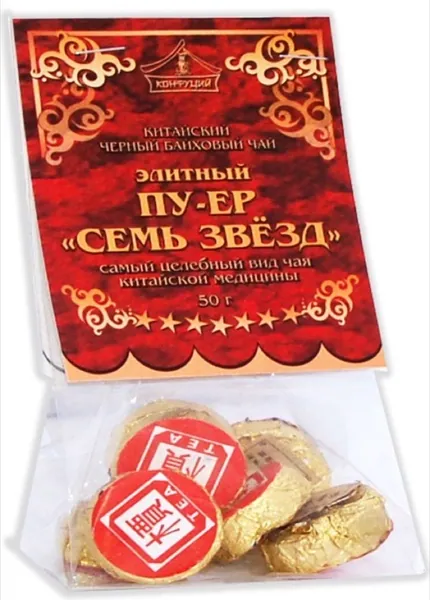 КОНФУЦИЙ
КИТАЙСКИЙ
ЧЕРНЫЙ БАЙХОВЫЙ ЧАЙ
ЭЛИТНЫЙ
ПУ-ЕР
«СЕМЬ ЗВЁЗД»
САМЫЙ ЦЕЛЕБНЫЙ ВИД ЧАЯ
КИТАЙСКОЙ МЕДИЦИНЫ
50 г
TEA
TEA